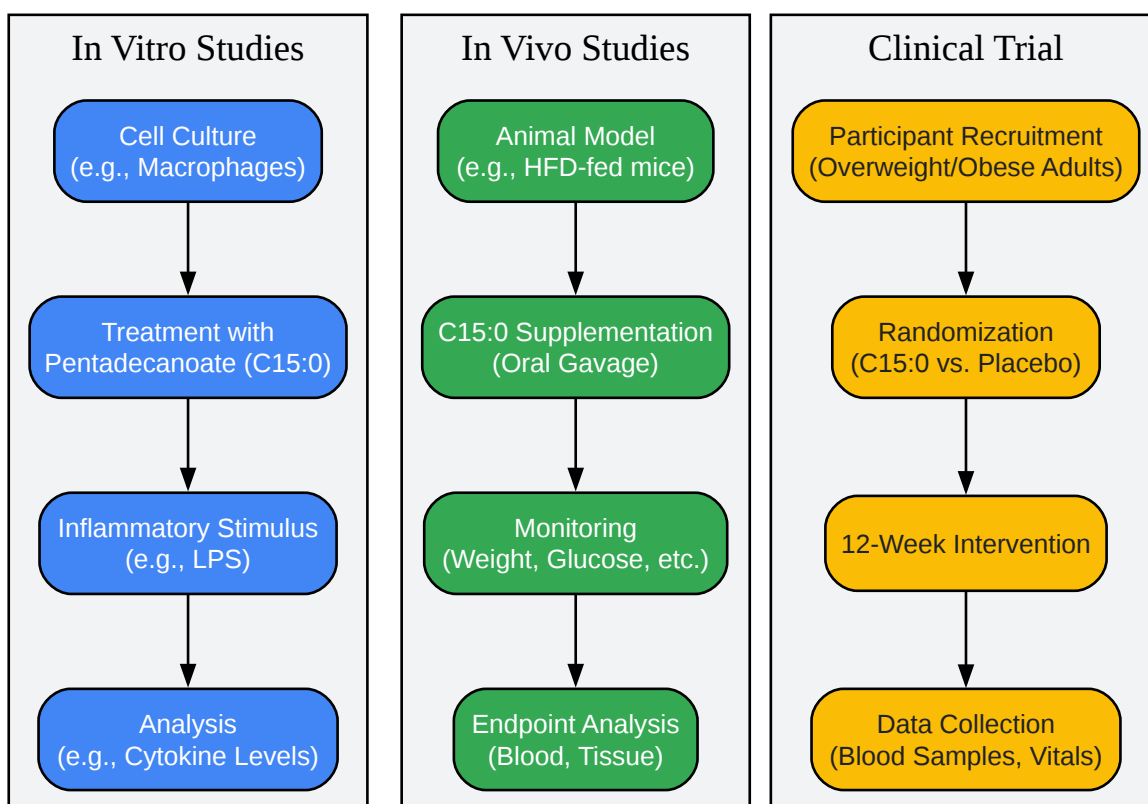 In Vitro Studies
Cell Culture
(e.g., Macrophages)
Treatment with
Pentadecanoate (C15:0)
Inflammatory Stimulus
(e.g., LPS)
Analysis
(e.g., Cytokine Levels)
In Vivo Studies
Animal Model
(e.g., HFD-fed mice)
C15:0 Supplementation
(Oral Gavage)
Monitoring
(Weight, Glucose, etc.)
Endpoint Analysis
(Blood, Tissue)
Clinical Trial
Participant Recruitment
(Overweight/Obese Adults)
Randomization
(C15:0 vs. Placebo)
12-Week Intervention
Data Collection
(Blood Samples, Vitals)